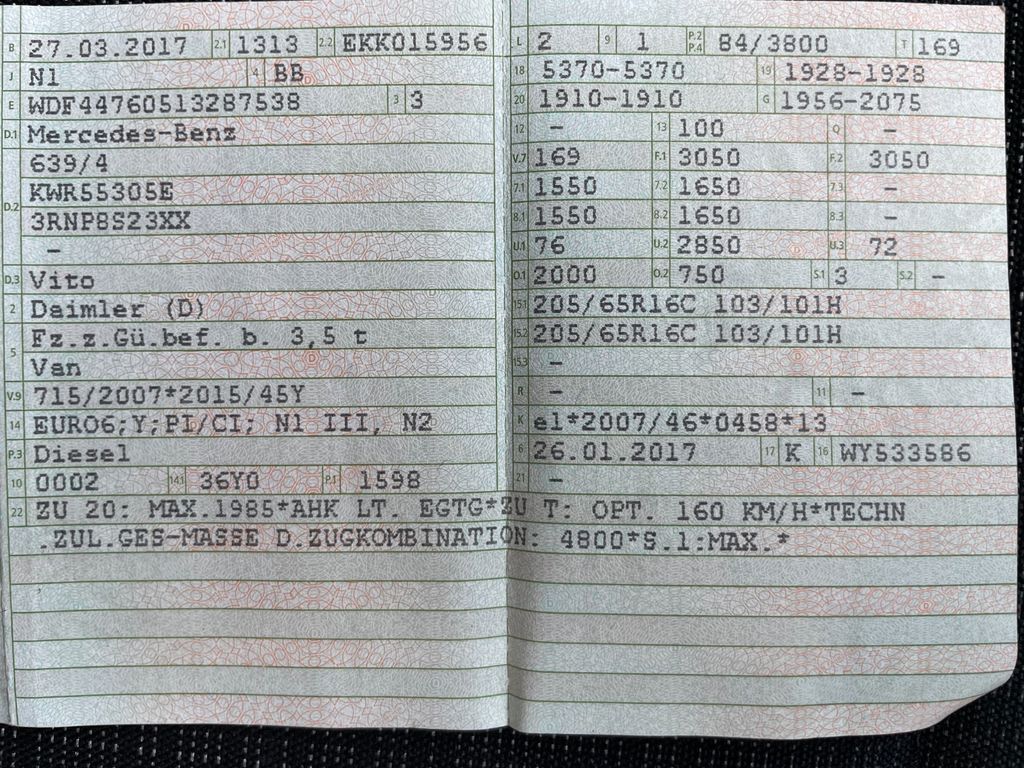 B 27.03.2017 2.1 1313 2.2 EKK015956
J N1 4 BB
E WDF44760513287538 3 3
D.1 Mercedes-Benz
639/4
D.2 KWR55305E
3RNP8S23XX
-
D.3 Vito
2 Daimler (D)
5 Fz.z.Gü.bef. b. 3,5 t
Van
V.9 715/2007*2015/45Y
14 EURO6;Y;PI/CI; N1 III, N2
P.3 Diesel
10 0002 14.1 36Y0 P.1 1598
L 2 9 1 P.2 P.4 84/3800 T 169
18 5370-5370 19 1928-1928
20 1910-1910 G 1956-2075
12 - 13 100 Q -
V.7 169 F.1 3050 F.2 3050
7.1 1550 7.2 1650 7.3 -
8.1 1550 8.2 1650 8.3 -
U.1 76 U.2 2850 U.3 72
O.1 2000 O.2 750 S.1 3 S.2 -
15.1 205/65R16C 103/101H
15.2 205/65R16C 103/101H
15.3 -
R - 11 -
K e1*2007/46*0458*13
6 26.01.2017 17 K 16 WY533586
21 -
22 ZU 20: MAX.1985*AHK LT. EGTG*ZU T: OPT. 160 KM/H*TECHN
.ZUL.GES-MASSE D.ZUGKOMBINATION: 4800*S.1:MAX.*